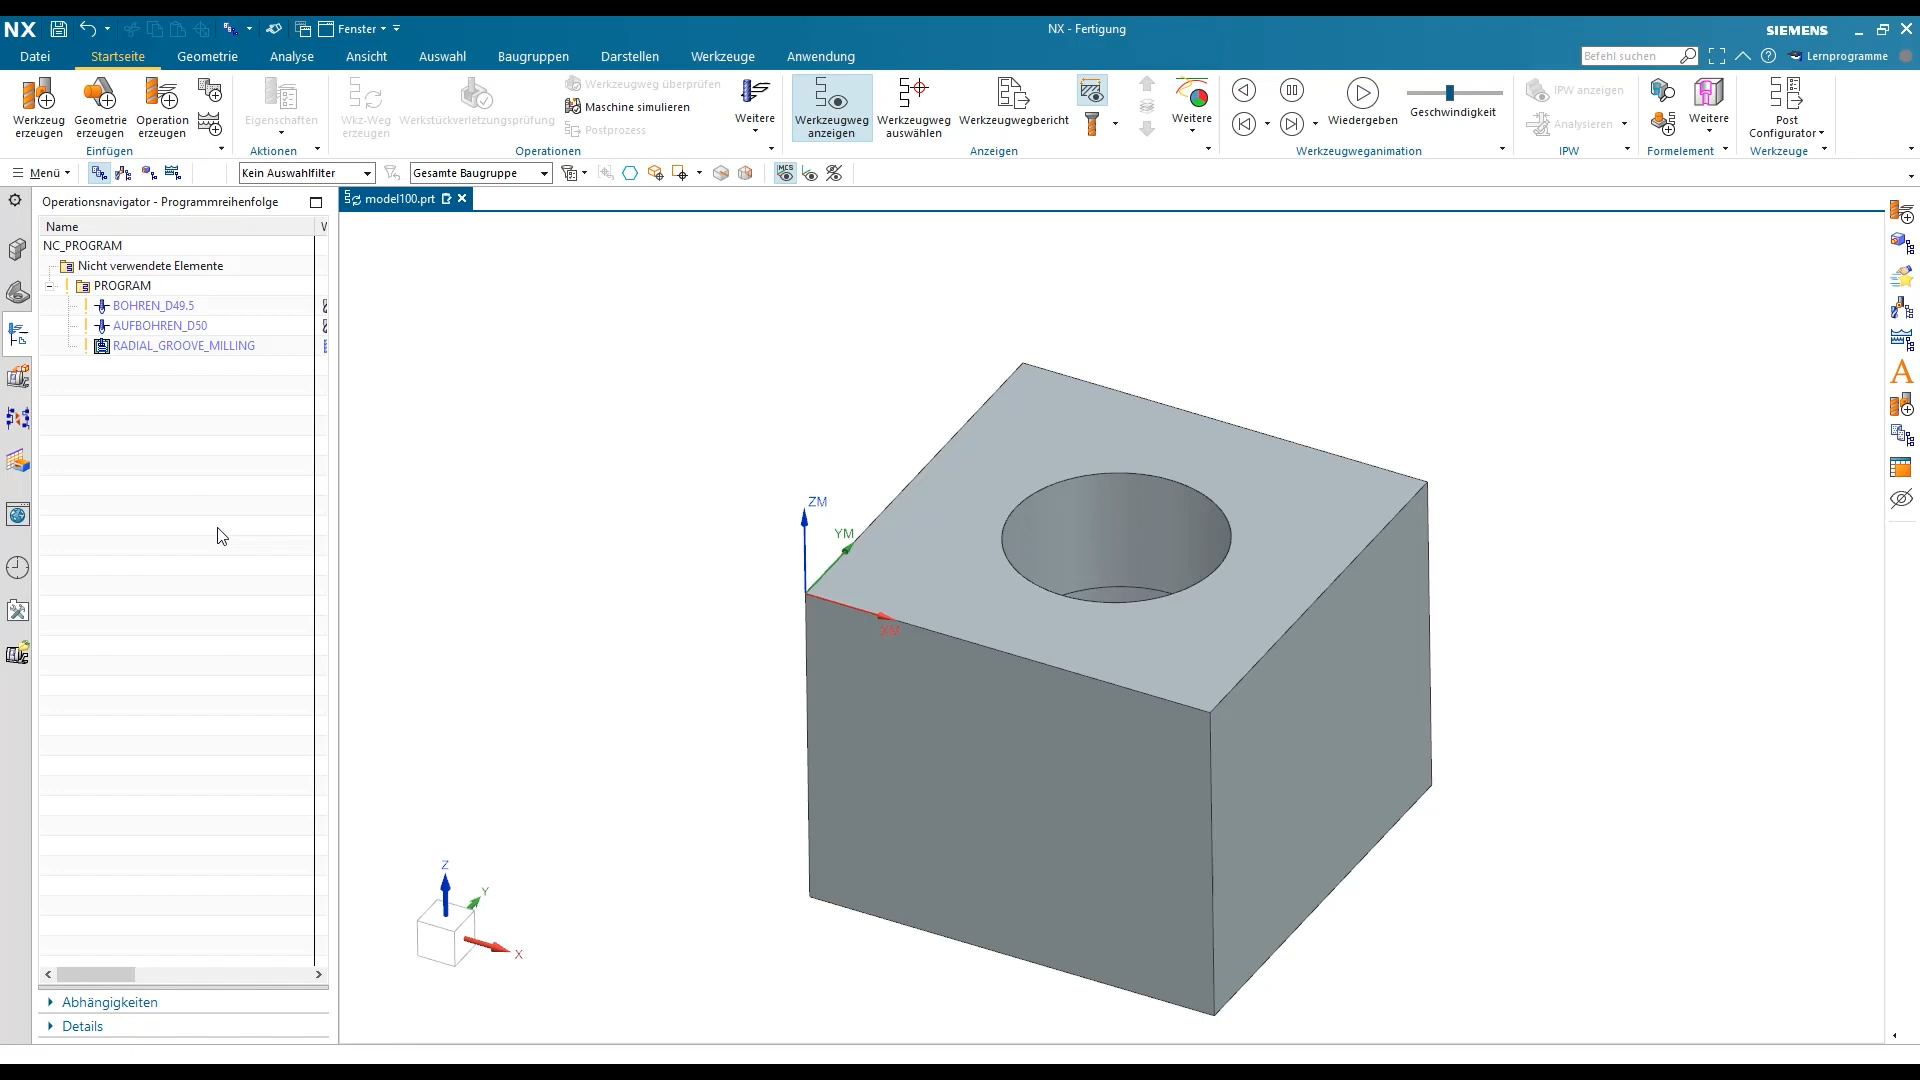 NX
Fenster
NX - Fertigung
SIEMENS
Datei
Startseite
Geometrie
Analyse
Ansicht
Auswahl
Baugruppen
Darstellen
Werkzeuge
Anwendung
Befehl suchen
Lernprogramme
Werkzeug erzeugen
Geometrie erzeugen
Operation erzeugen
Einfügen
Eigenschaften
Aktionen
Wkz-Weg erzeugen
Werkstückverletzungsprüfung
Werkzeugweg überprüfen
Maschine simulieren
Postprozess
Weitere
Operationen
Werkzeugweg anzeigen
Werkzeugweg auswählen
Werkzeugwegbericht
Weitere
Anzeigen
Wiedergeben
Geschwindigkeit
Werkzeugweganimation
IPW anzeigen
Analysieren
IPW
Weitere
Formelement
Post Configurator
Werkzeuge
Menü
Kein Auswahlfilter
Gesamte Baugruppe
MCS
Operationsnavigator - Programmreihenfolge
model100.prt
Name
NC_PROGRAM
Nicht verwendete Elemente
PROGRAM
BOHREN_D49.5
AUFBOHREN_D50
RADIAL_GROOVE_MILLING
ZM
YM
XM
Z
Y
X
Abhängigkeiten
Details